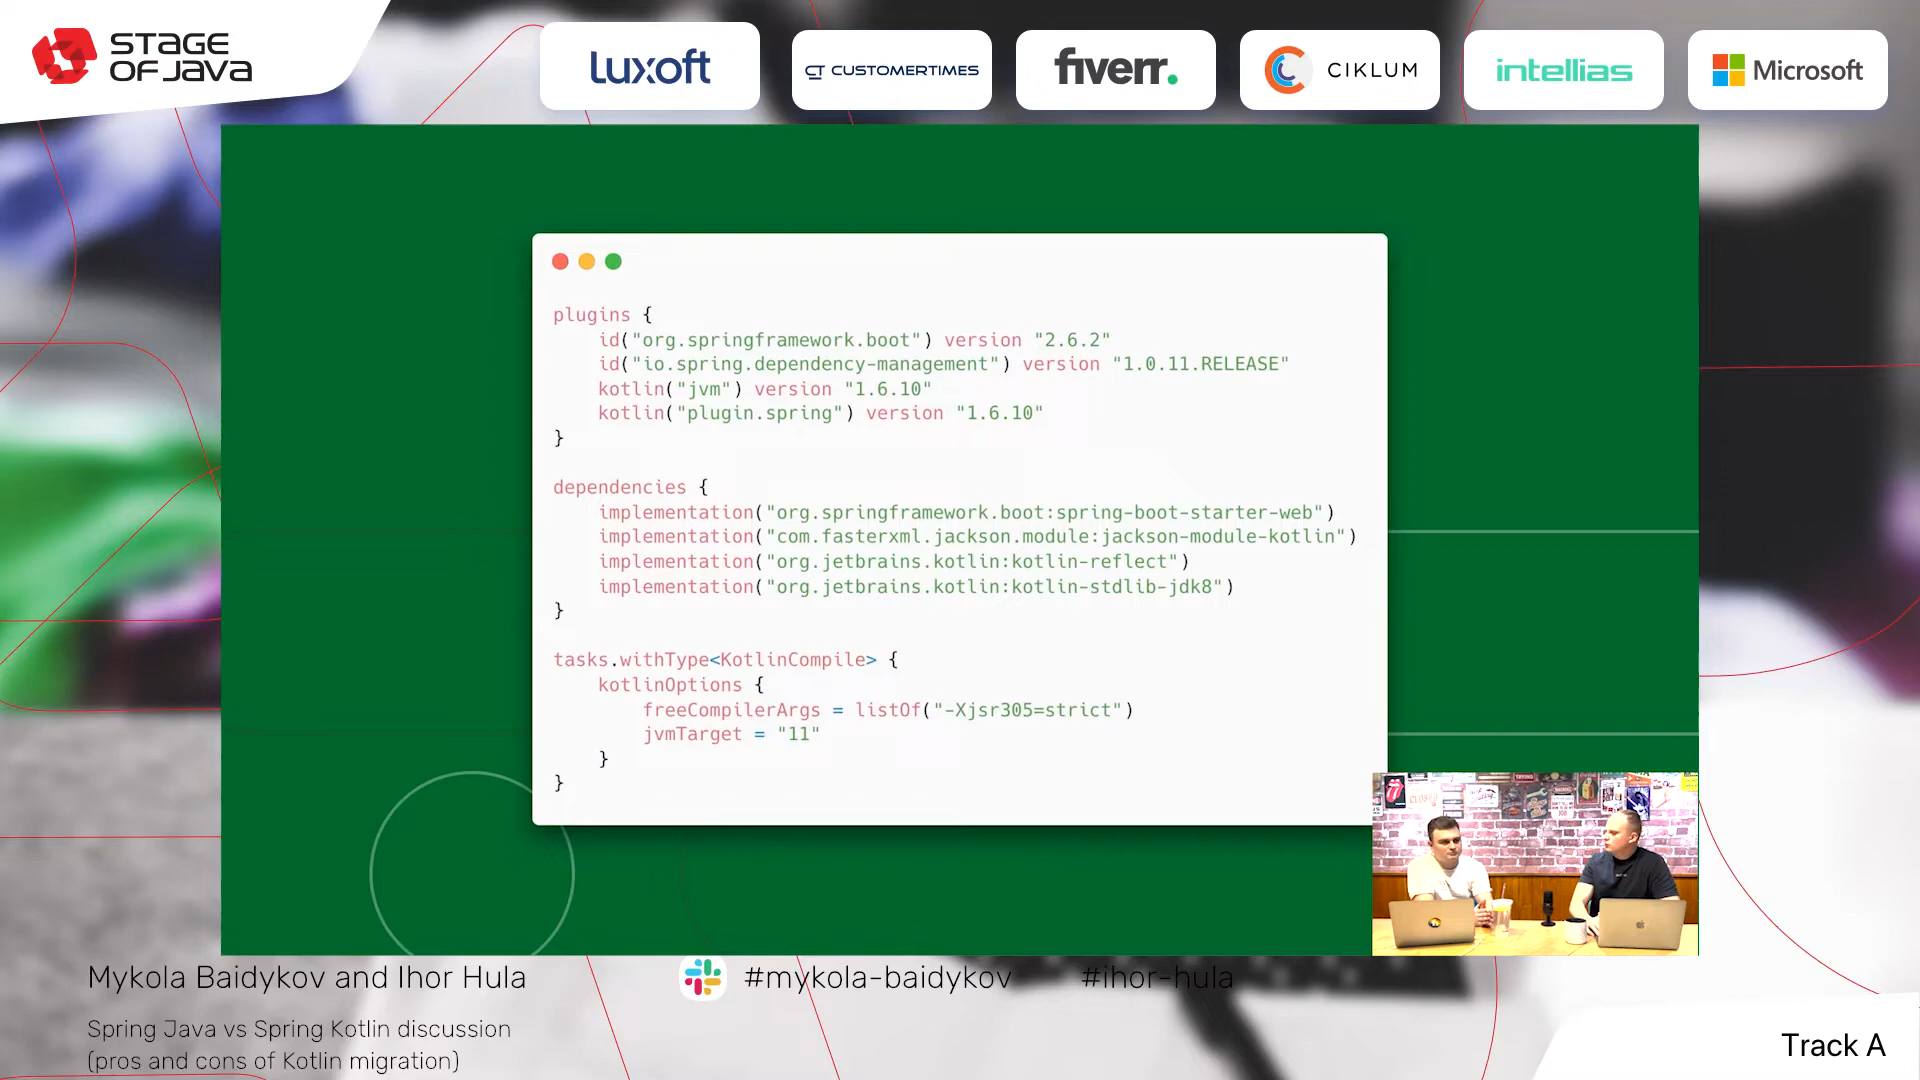 STAGE
OF JAVA
luxoft
CT CUSTOMERTIMES
fiverr.
CIKLUM
intellias
Microsoft
plugins {
    id("org.springframework.boot") version "2.6.2"
    id("io.spring.dependency-management") version "1.0.11.RELEASE"
    kotlin("jvm") version "1.6.10"
    kotlin("plugin.spring") version "1.6.10"
}
dependencies {
    implementation("org.springframework.boot:spring-boot-starter-web")
    implementation("com.fasterxml.jackson.module:jackson-module-kotlin")
    implementation("org.jetbrains.kotlin:kotlin-reflect")
    implementation("org.jetbrains.kotlin:kotlin-stdlib-jdk8")
}
tasks.withType<KotlinCompile> {
    kotlinOptions {
        freeCompilerArgs = listOf("-Xjsr305=strict")
        jvmTarget = "11"
    }
}
Mykola Baidykov and Ihor Hula
#mykola-baidykov
#ihor-hula
Spring Java vs Spring Kotlin discussion
(pros and cons of Kotlin migration)
Track A